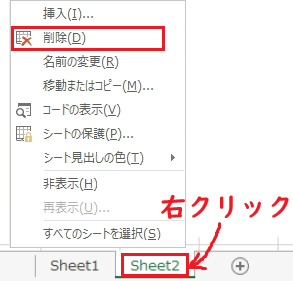 挿入(I)...
削除(D)
名前の変更(R)
移動またはコピー(M)...
コードの表示(V)
シートの保護(P)...
シート見出しの色(T)
非表示(H)
再表示(U)...
すべてのシートを選択(S)
右クリック
Sheet1 Sheet2